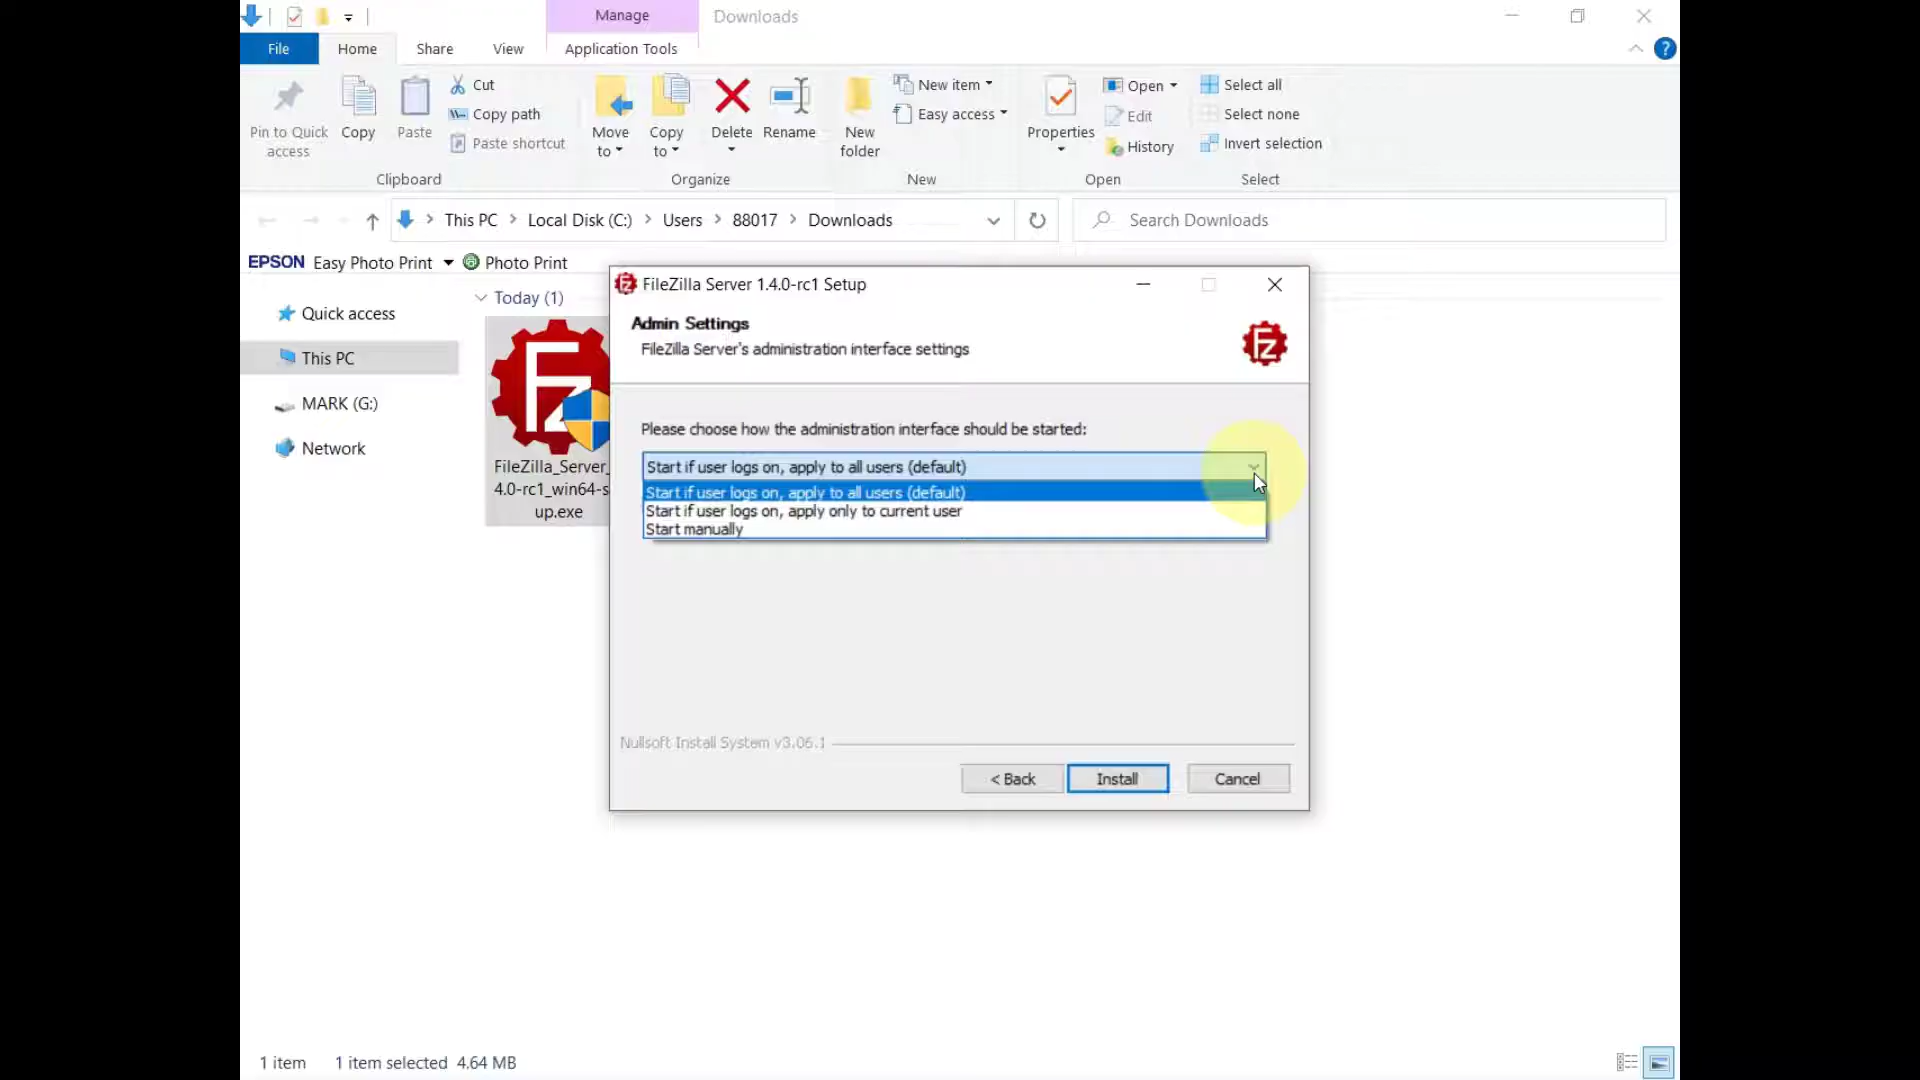 Manage
Downloads
File
Home
Share
View
Application Tools
?
Pin to Quick
access
Copy
Paste
Cut
Copy path
Paste shortcut
Clipboard
Move
to
Copy
to
Delete
Rename
Organize
New
folder
New item
Easy access
New
Properties
Open
Edit
History
Open
Select all
Select none
Invert selection
Select
This PC > Local Disk (C:) > Users > 88017 > Downloads
Search Downloads
EPSON Easy Photo Print
Photo Print
Quick access
This PC
MARK (G:)
Network
Today (1)
Fz
FileZilla_Server_
4.0-rc1_win64-s
up.exe
Fz
FileZilla Server 1.4.0-rc1 Setup
Admin Settings
FileZilla Server's administration interface settings
Fz
Please choose how the administration interface should be started:
Start if user logs on, apply to all users (default)
Start if user logs on, apply to all users (default)
Start if user logs on, apply only to current user
Start manually
Nullsoft Install System v3.06.1
< Back
Install
Cancel
1 item
1 item selected 4.64 MB